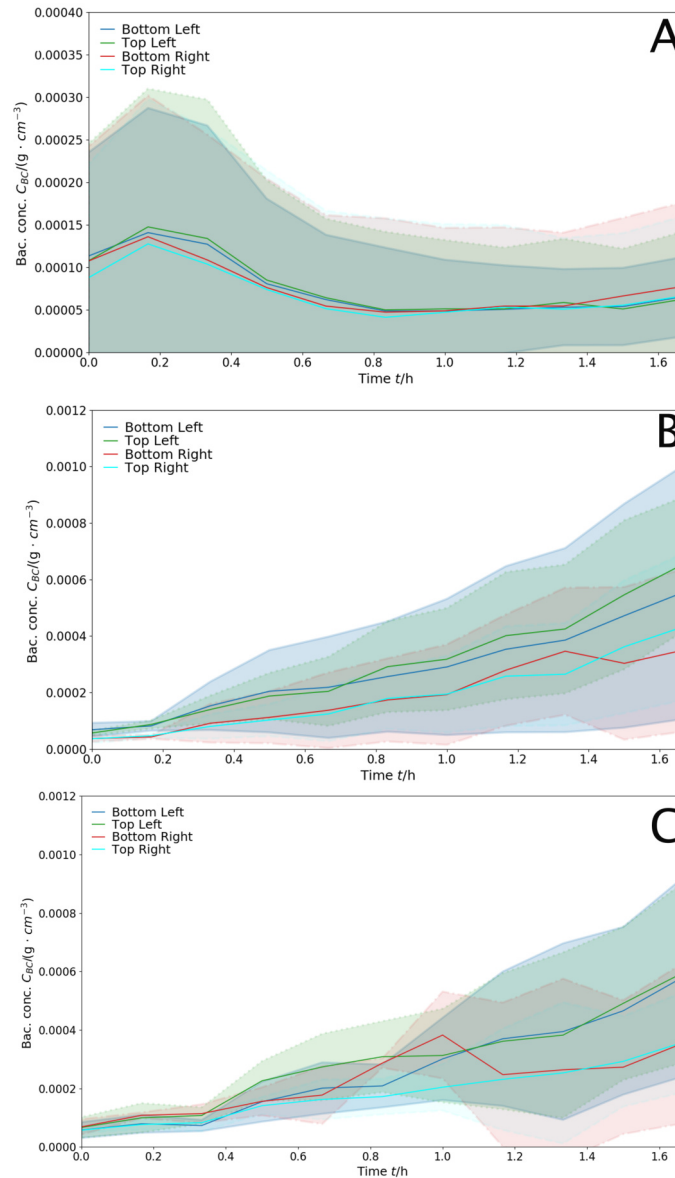 A
Bottom Left
Top Left
Bottom Right
Top Right
Bac. conc. C_BC/(g · cm⁻³)
0.00040
0.00035
0.00030
0.00025
0.00020
0.00015
0.00010
0.00005
0.00000
0.0 0.2 0.4 0.6 0.8 1.0 1.2 1.4 1.6
Time t/h
B
Bottom Left
Top Left
Bottom Right
Top Right
Bac. conc. C_BC/(g · cm⁻³)
0.0012
0.0010
0.0008
0.0006
0.0004
0.0002
0.0000
0.0 0.2 0.4 0.6 0.8 1.0 1.2 1.4 1.6
Time t/h
C
Bottom Left
Top Left
Bottom Right
Top Right
Bac. conc. C_BC/(g · cm⁻³)
0.0012
0.0010
0.0008
0.0006
0.0004
0.0002
0.0000
0.0 0.2 0.4 0.6 0.8 1.0 1.2 1.4 1.6
Time t/h